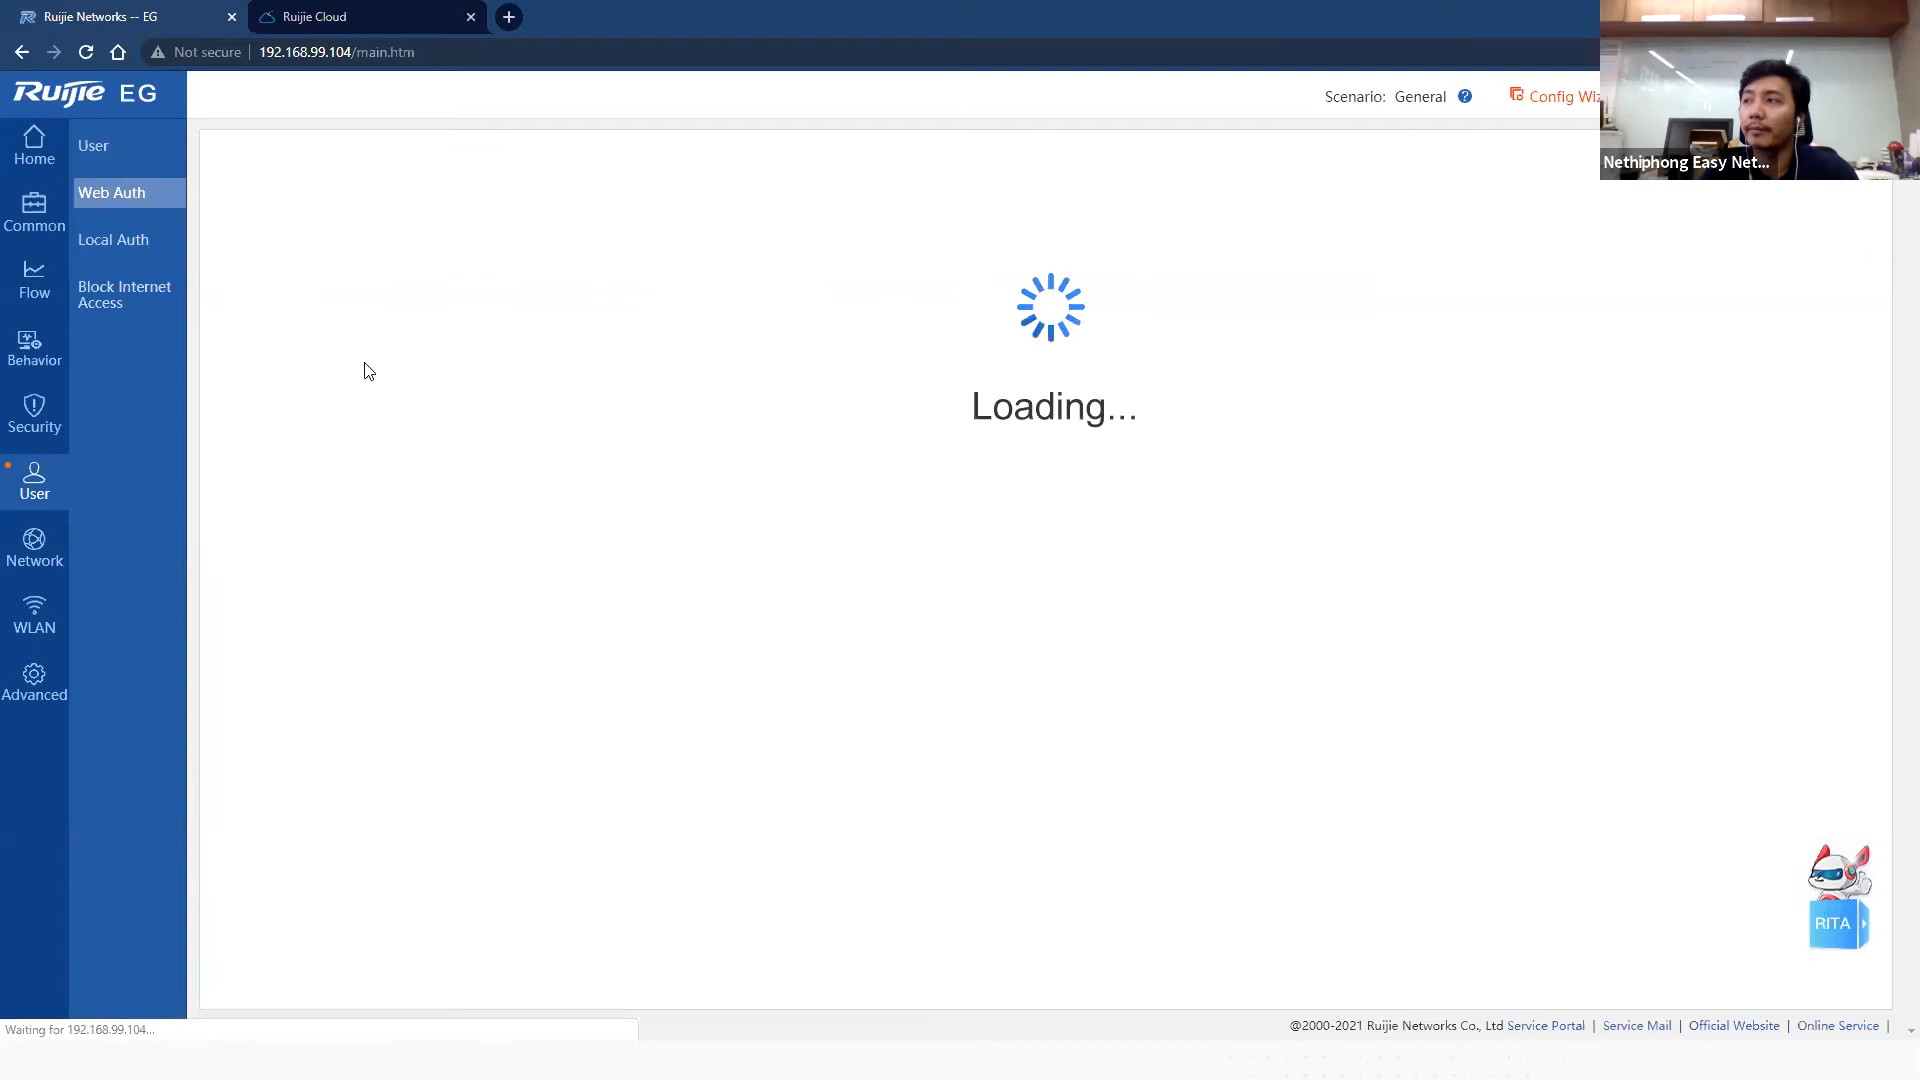 Ruijie Networks -- EG
Ruijie Cloud
Not secure
192.168.99.104/main.htm
Ruijie EG
Scenario: General
Config Wiz
Nethiphong Easy Net...
Home
Common
Flow
Behavior
Security
User
Network
WLAN
Advanced
User
Web Auth
Local Auth
Block Internet
Access
Loading...
RITA
Waiting for 192.168.99.104...
@2000-2021 Ruijie Networks Co., Ltd Service Portal | Service Mail | Official Website | Online Service |